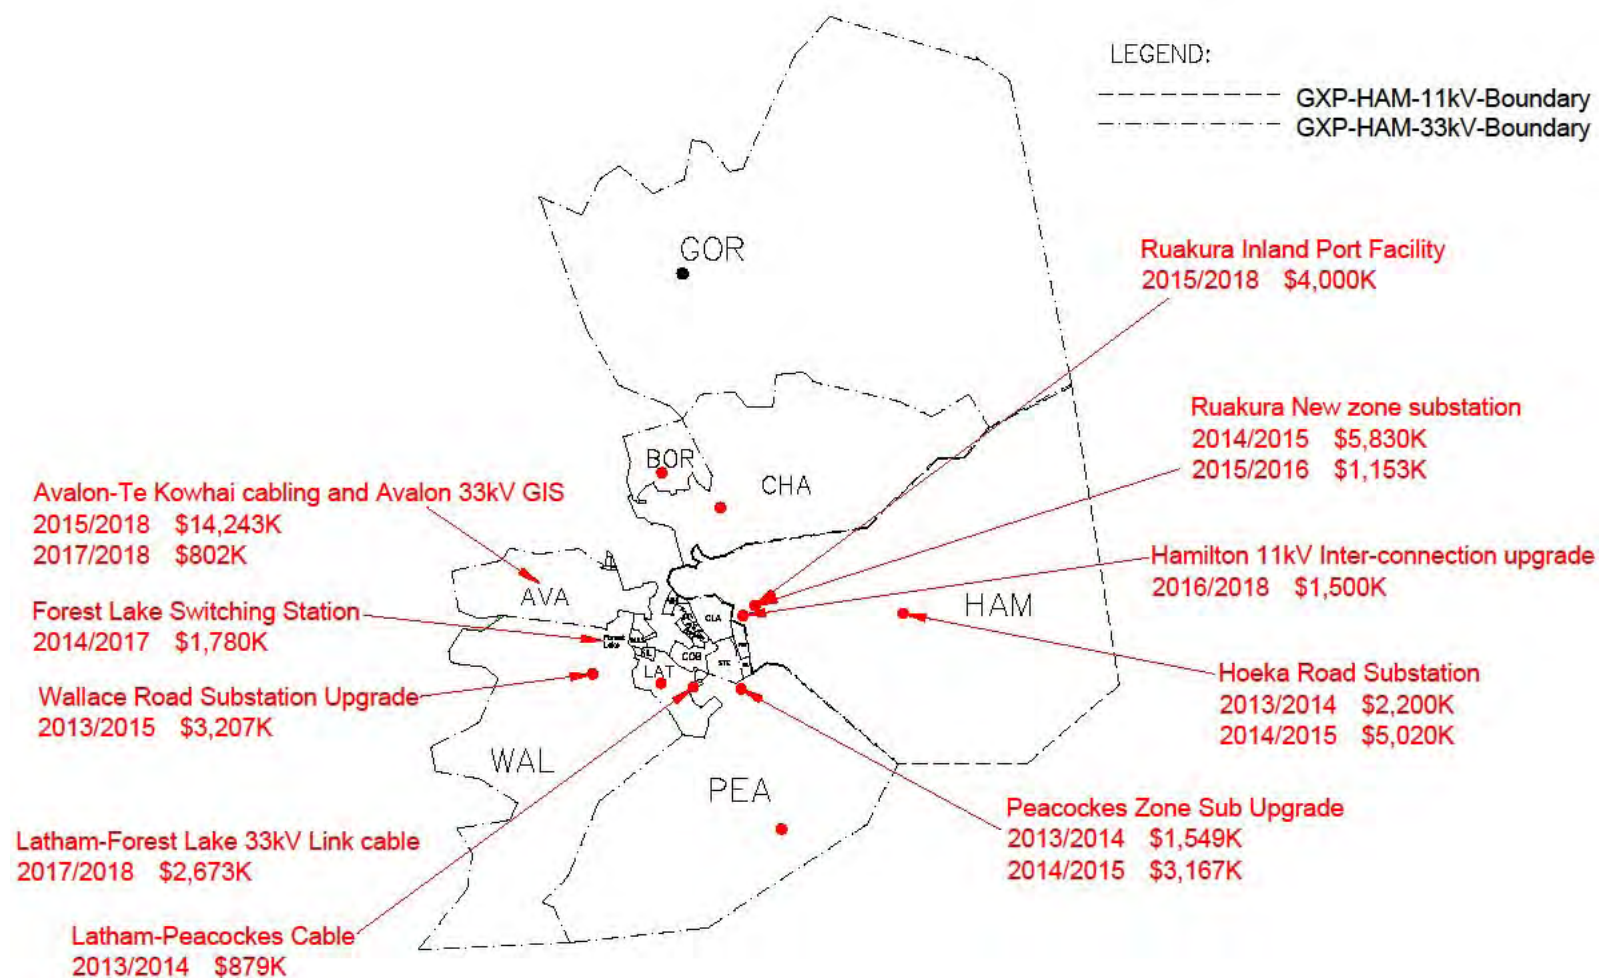 LEGEND:
GXP-HAM-11kV-Boundary
GXP-HAM-33kV-Boundary
GOR
Ruakura Inland Port Facility
2015/2018 $4,000K
Ruakura New zone substation
2014/2015 $5,830K
2015/2016 $1,153K
BOR
CHA
Avalon-Te Kowhai cabling and Avalon 33kV GIS
2015/2018 $14,243K
2017/2018 $802K
Hamilton 11kV Inter-connection upgrade
2016/2018 $1,500K
AVA
HAM
Forest Lake Switching Station
2014/2017 $1,780K
CLA
Forest
Lake
COB
STE
LAT
Wallace Road Substation Upgrade
2013/2015 $3,207K
Hoeka Road Substation
2013/2014 $2,200K
2014/2015 $5,020K
WAL
PEA
Peacockes Zone Sub Upgrade
2013/2014 $1,549K
2014/2015 $3,167K
Latham-Forest Lake 33kV Link cable
2017/2018 $2,673K
Latham-Peacockes Cable
2013/2014 $879K